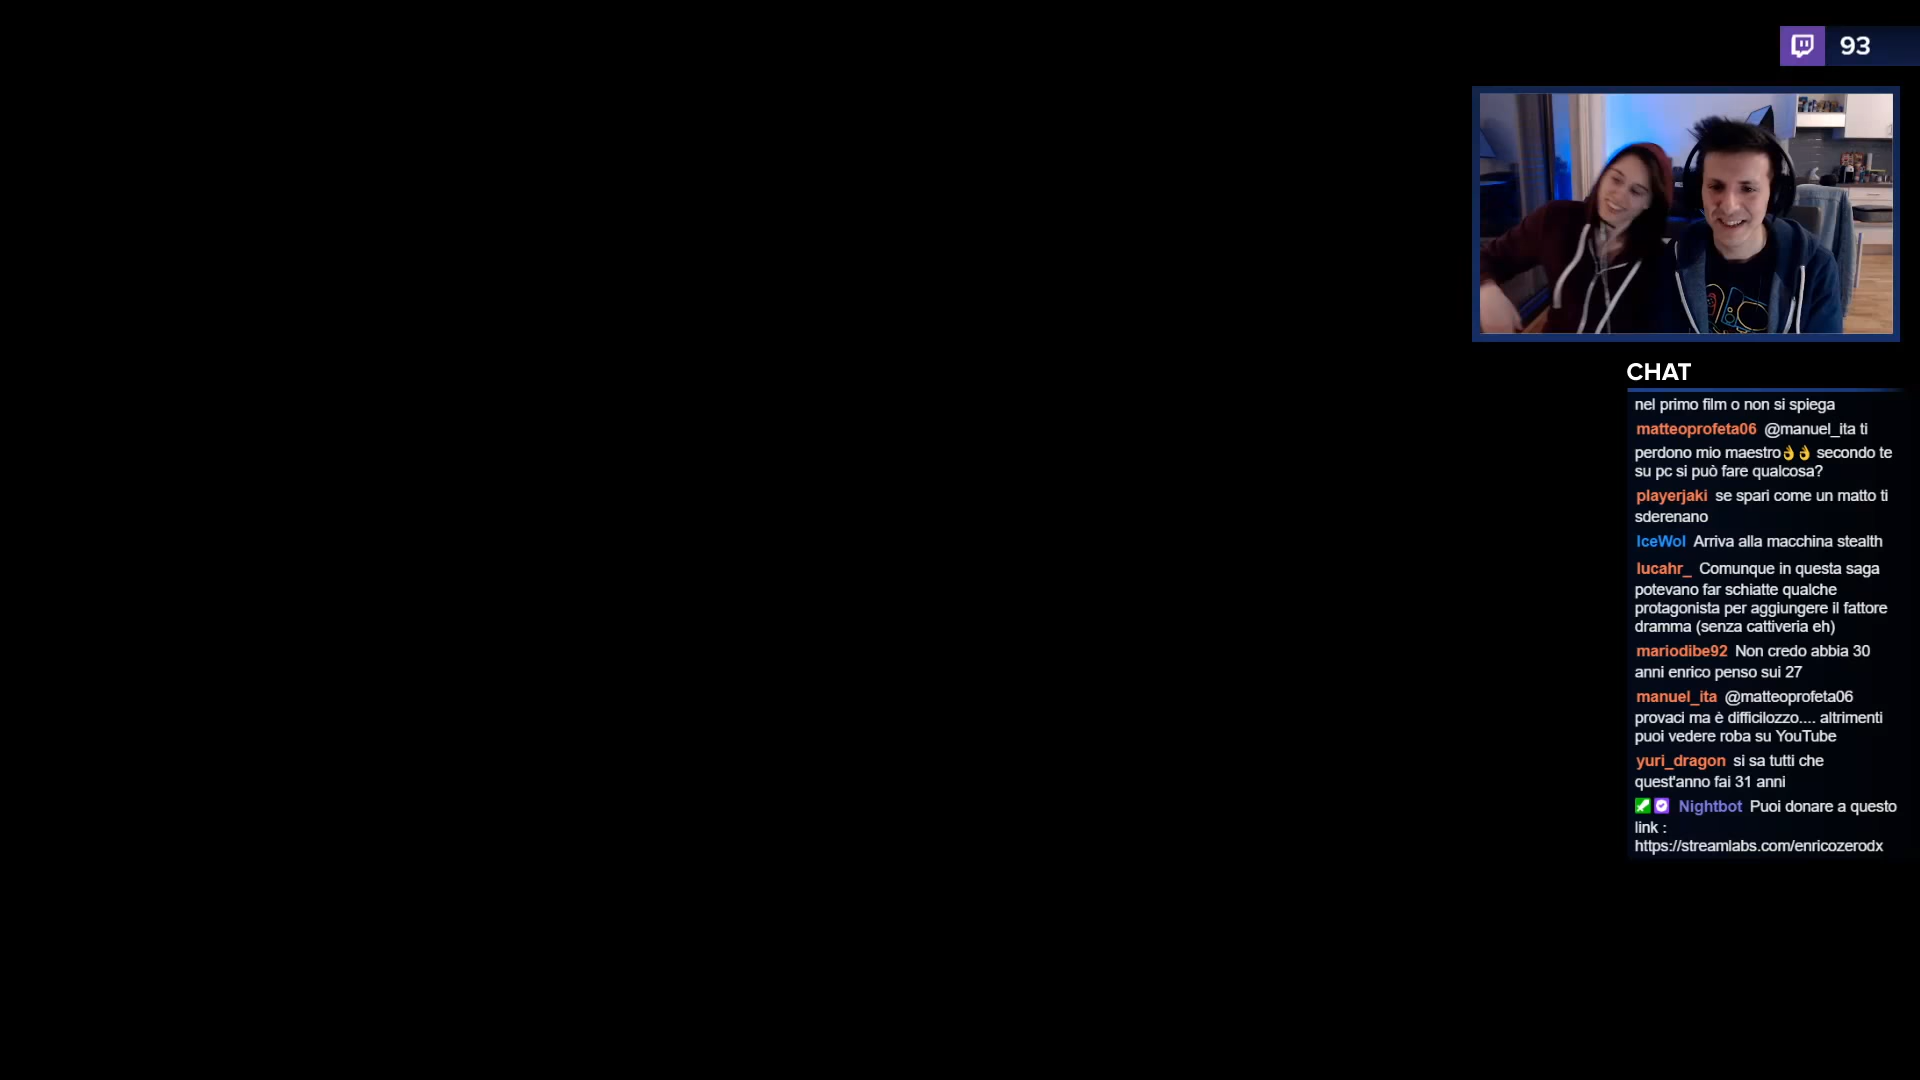 93
CHAT
nel primo film o non si spiega
matteoprofeta06 @manuel_ita ti
perdono mio maestro👌👌 secondo te
su pc si può fare qualcosa?
playerjaki se spari come un matto ti
sderenano
IceWol Arriva alla macchina stealth
lucahr_ Comunque in questa saga
potevano far schiatte qualche
protagonista per aggiungere il fattore
dramma (senza cattiveria eh)
mariodibe92 Non credo abbia 30
anni enrico penso sui 27
manuel_ita @matteoprofeta06
provaci ma è difficilozzo.... altrimenti
puoi vedere roba su YouTube
yuri_dragon si sa tutti che
quest'anno fai 31 anni
Nightbot Puoi donare a questo
link :
https://streamlabs.com/enricozerodx